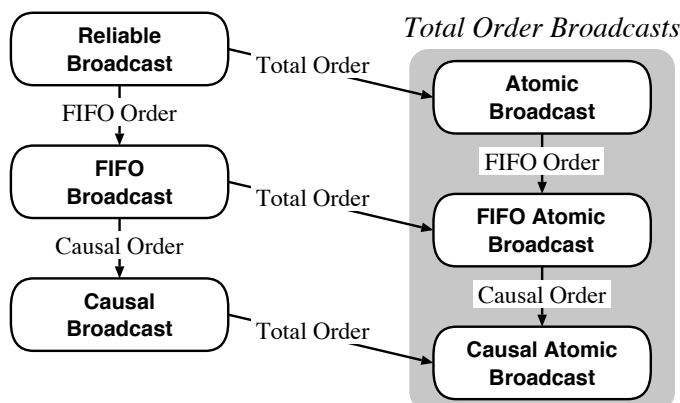 Total Order Broadcasts
Reliable
Broadcast
Total Order
Atomic
Broadcast
FIFO Order
FIFO Order
FIFO
Broadcast
Total Order
FIFO Atomic
Broadcast
Causal Order
Causal Order
Causal
Broadcast
Total Order
Causal Atomic
Broadcast